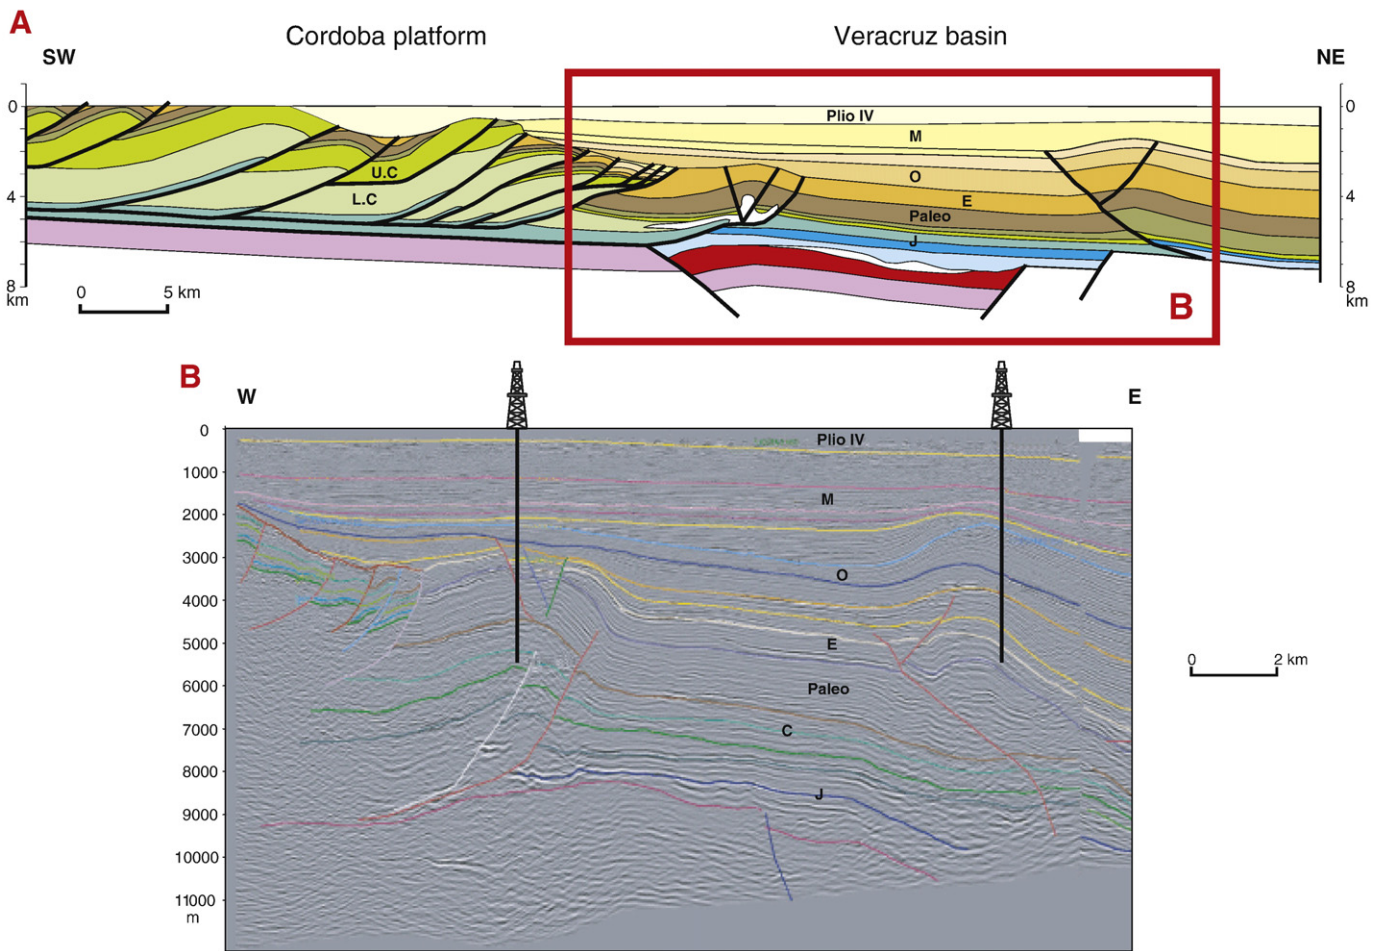 A
Cordoba platform
Veracruz basin
SW
NE
0
0
Plio IV
M
O
U.C
L.C
4
4
E
Paleo
J
8
km
0
5 km
B
8
km
B
W
E
0
Plio IV
1000
M
2000
3000
O
4000
5000
E
0
2 km
6000
Paleo
7000
C
8000
J
9000
10000
11000
m